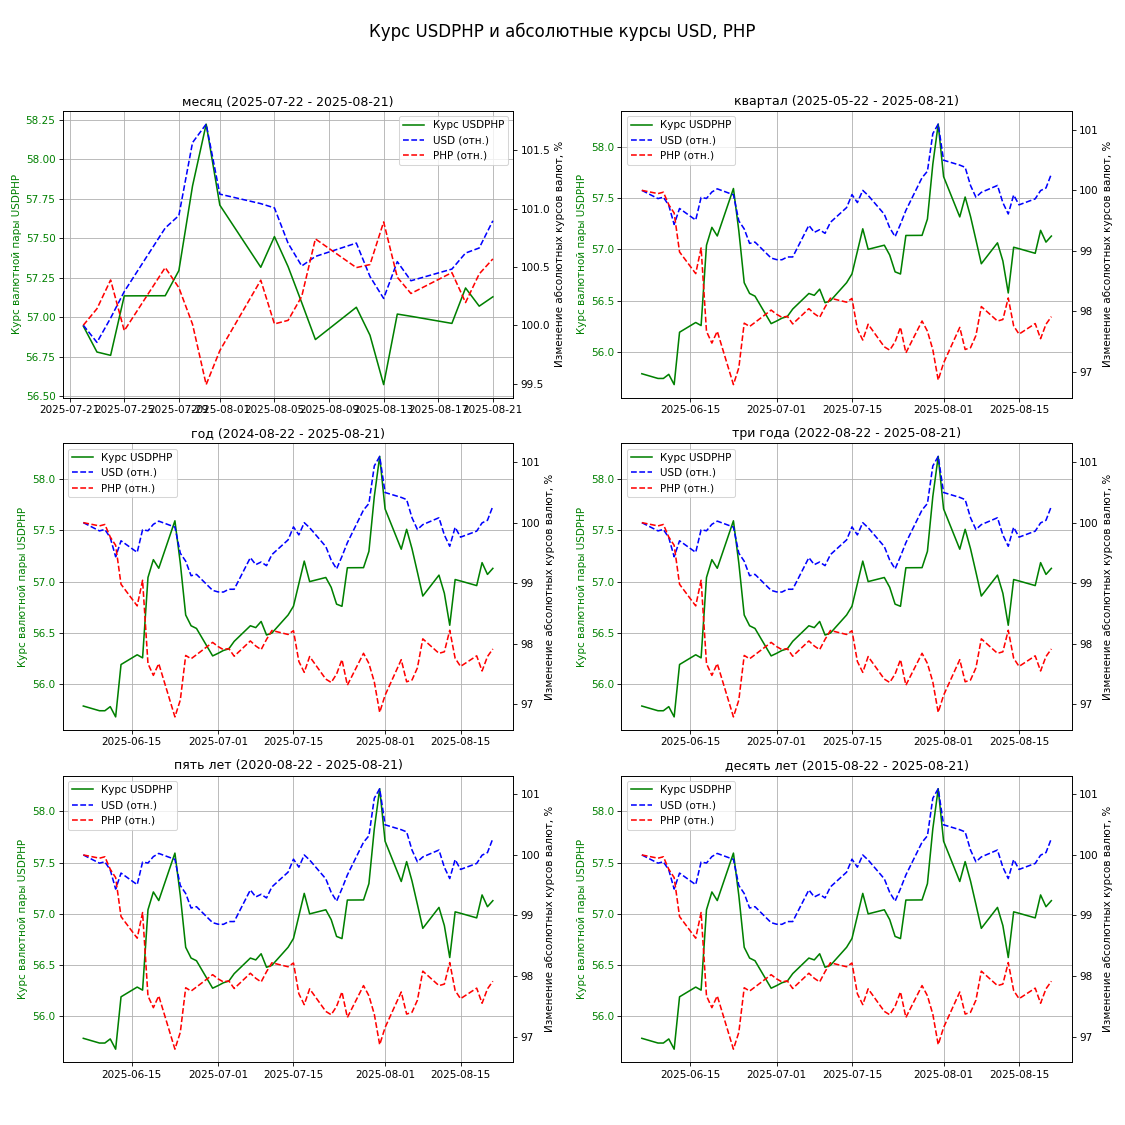 Курс USDPHP и абсолютные курсы USD, PHP
месяц (2025-07-22 - 2025-08-21)
Курс валютной пары USDPHP
58.25
58.00
57.75
57.50
57.25
57.00
56.75
56.50
Курс USDPHP
USD (отн.)
PHP (отн.)
101.5
101.0
100.5
100.0
99.5
Изменение абсолютных курсов валют, %
2025-07-21 2025-07-25 2025-07-29 2025-08-01 2025-08-05 2025-08-09 2025-08-13 2025-08-17 2025-08-21
квартал (2025-05-22 - 2025-08-21)
Курс валютной пары USDPHP
58.0
57.5
57.0
56.5
56.0
Курс USDPHP
USD (отн.)
PHP (отн.)
101
100
99
98
97
Изменение абсолютных курсов валют, %
2025-06-15 2025-07-01 2025-07-15 2025-08-01 2025-08-15
год (2024-08-22 - 2025-08-21)
Курс валютной пары USDPHP
58.0
57.5
57.0
56.5
56.0
Курс USDPHP
USD (отн.)
PHP (отн.)
101
100
99
98
97
Изменение абсолютных курсов валют, %
2025-06-15 2025-07-01 2025-07-15 2025-08-01 2025-08-15
три года (2022-08-22 - 2025-08-21)
Курс валютной пары USDPHP
58.0
57.5
57.0
56.5
56.0
Курс USDPHP
USD (отн.)
PHP (отн.)
101
100
99
98
97
Изменение абсолютных курсов валют, %
2025-06-15 2025-07-01 2025-07-15 2025-08-01 2025-08-15
пять лет (2020-08-22 - 2025-08-21)
Курс валютной пары USDPHP
58.0
57.5
57.0
56.5
56.0
Курс USDPHP
USD (отн.)
PHP (отн.)
101
100
99
98
97
Изменение абсолютных курсов валют, %
2025-06-15 2025-07-01 2025-07-15 2025-08-01 2025-08-15
десять лет (2015-08-22 - 2025-08-21)
Курс валютной пары USDPHP
58.0
57.5
57.0
56.5
56.0
Курс USDPHP
USD (отн.)
PHP (отн.)
101
100
99
98
97
Изменение абсолютных курсов валют, %
2025-06-15 2025-07-01 2025-07-15 2025-08-01 2025-08-15